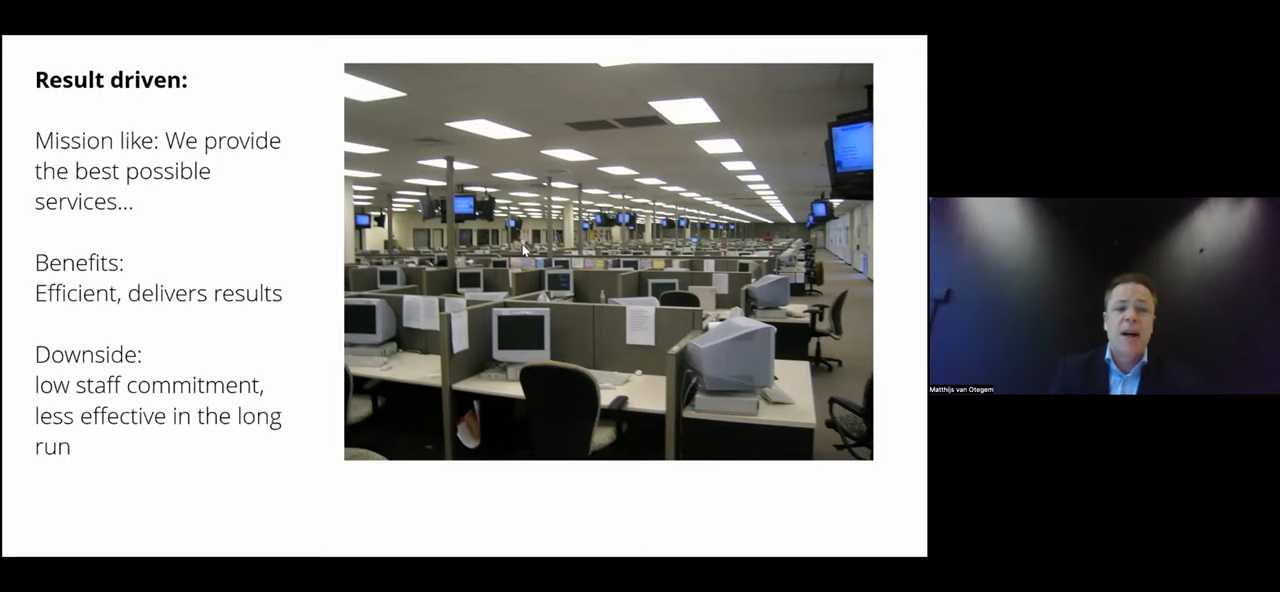 Result driven:
Mission like: We provide
the best possible
services...
Benefits:
Efficient, delivers results
Downside:
low staff commitment,
less effective in the long
run
Matthijs van Otegem